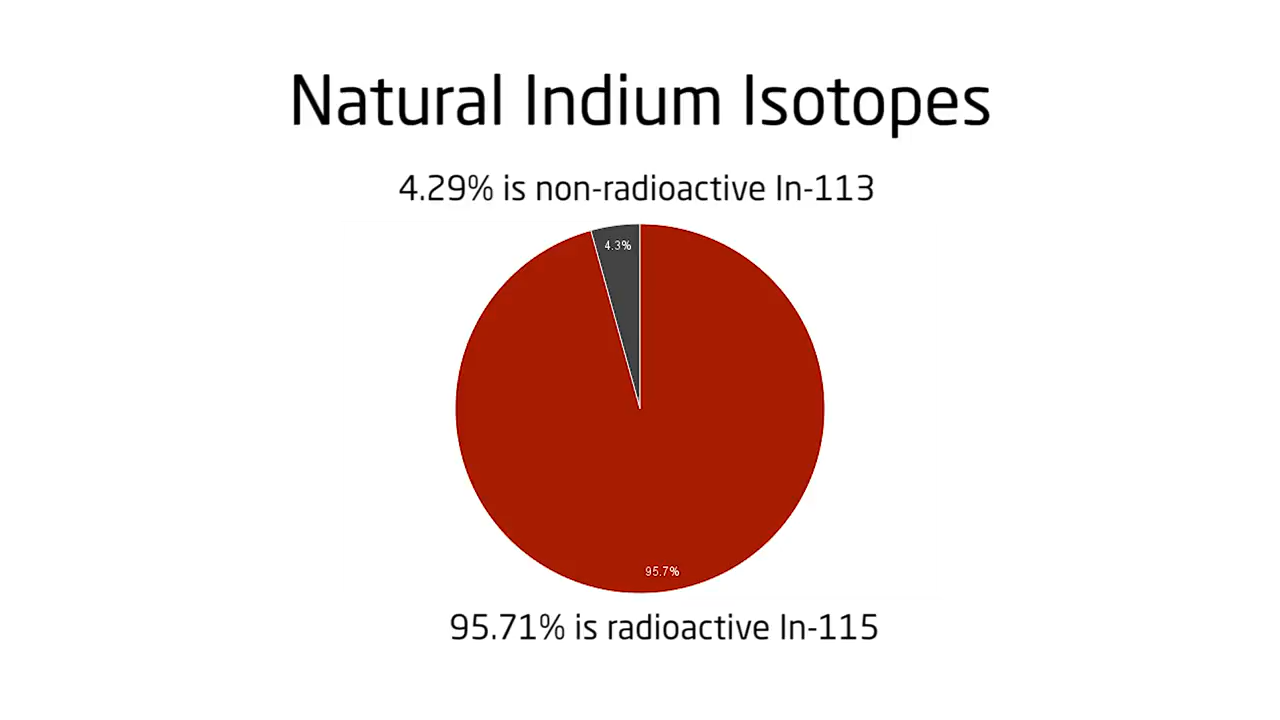 Natural Indium Isotopes
4.29% is non-radioactive In-113
4.3%
95.7%
95.71% is radioactive In-115